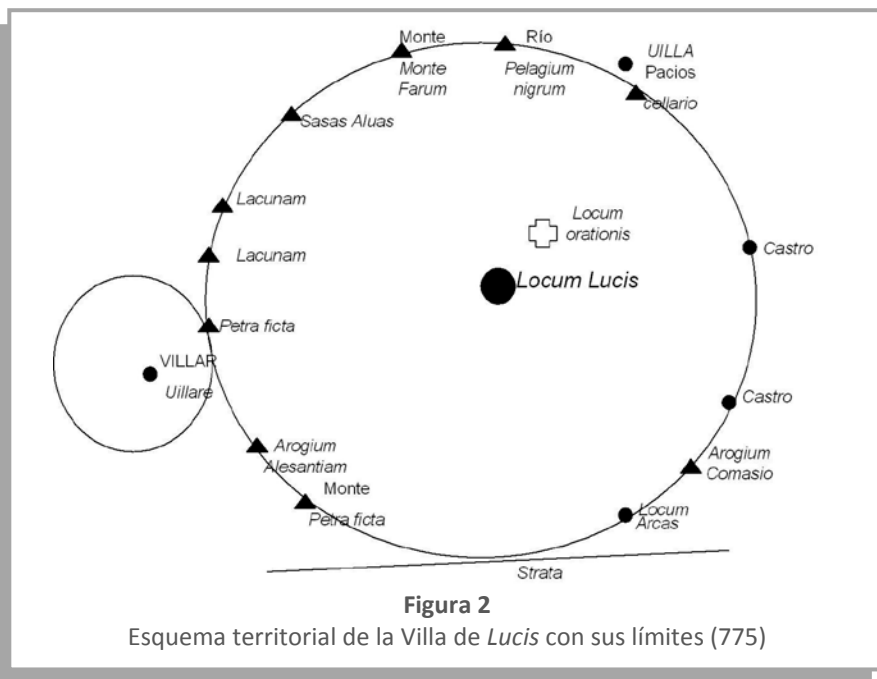 Monte
Monte
Farum
Río
Pelagium
nigrum
UILLA
Pacios
cellario
Sasas Aluas
Lacunam
Lacunam
Locum
orationis
Castro
Locum Lucis
Petra ficta
VILLAR
Uillare
Castro
Arogium
Alesantiam
Arogium
Comasio
Monte
Petra ficta
Locum
Arcas
Strata
Figura 2
Esquema territorial de la Villa de Lucis con sus límites (775)